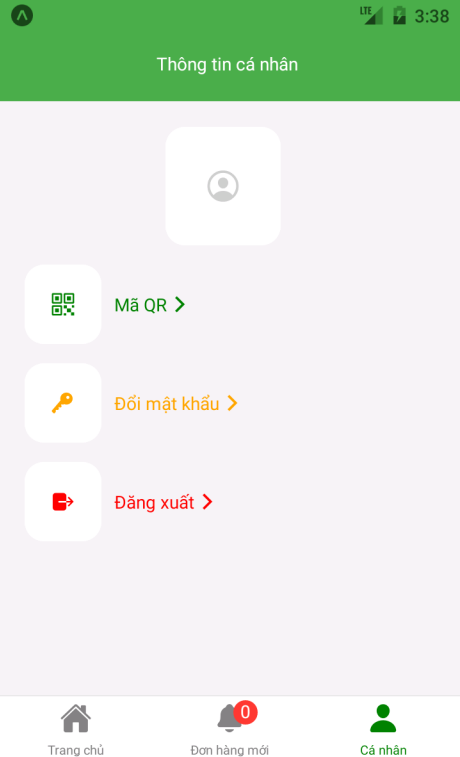 LTE 3:38
Thông tin cá nhân
Mã QR
Đổi mật khẩu
Đăng xuất
0
Trang chủ Đơn hàng mới Cá nhân